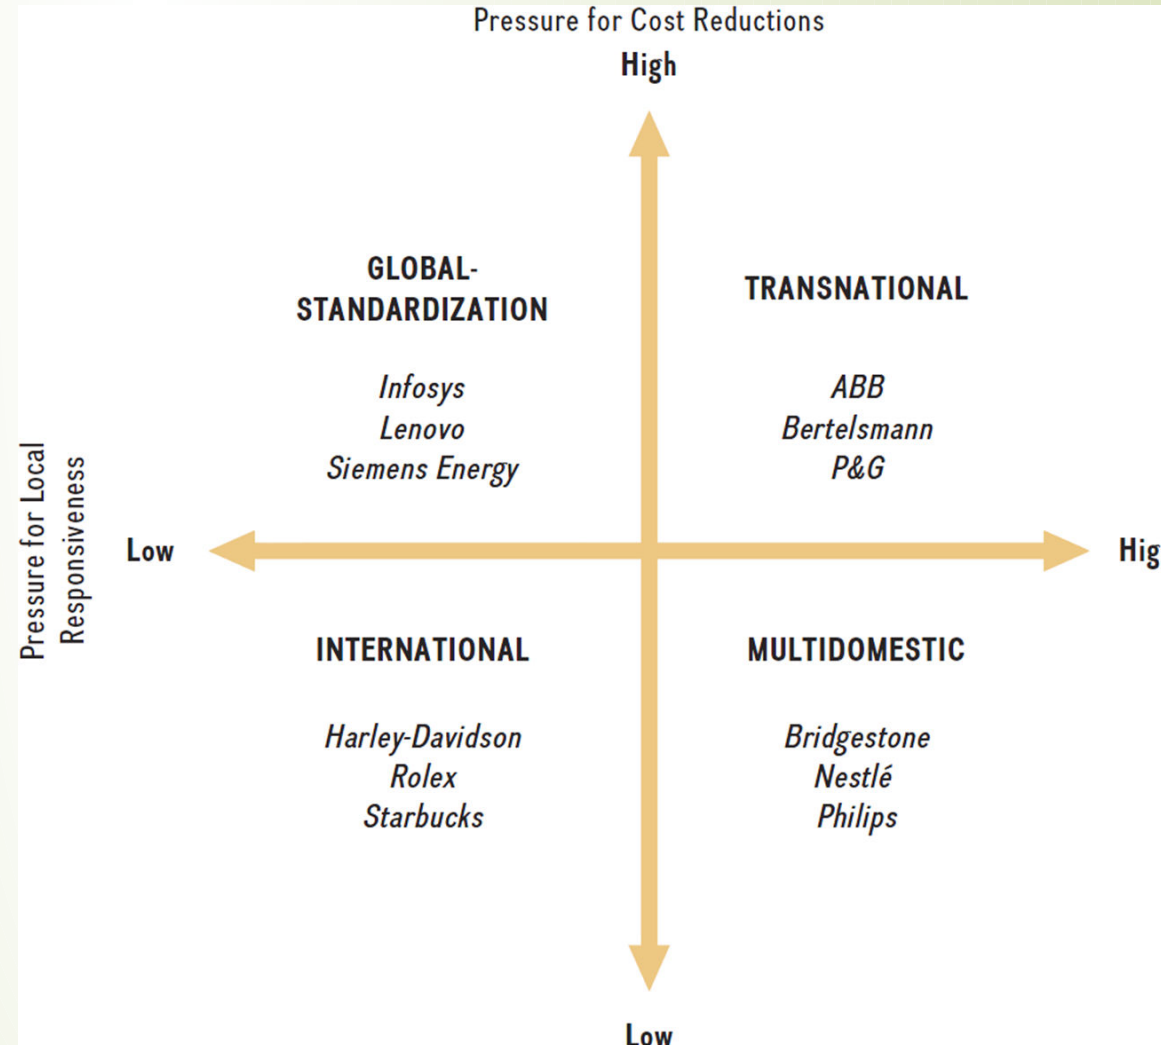 Pressure for Cost Reductions
High
GLOBAL-
STANDARDIZATION
Infosys
Lenovo
Siemens Energy
TRANSNATIONAL
ABB
Bertelsmann
P&G
Pressure for Local
Responsiveness
Low
Hig
INTERNATIONAL
Harley-Davidson
Rolex
Starbucks
MULTIDOMESTIC
Bridgestone
Nestlé
Philips
Low